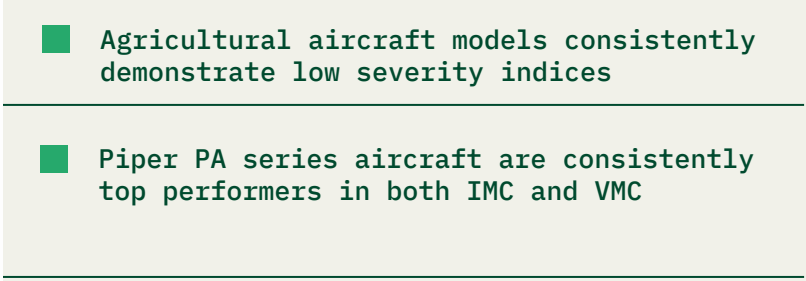 Agricultural aircraft models consistently
demonstrate low severity indices
Piper PA series aircraft are consistently
top performers in both IMC and VMC